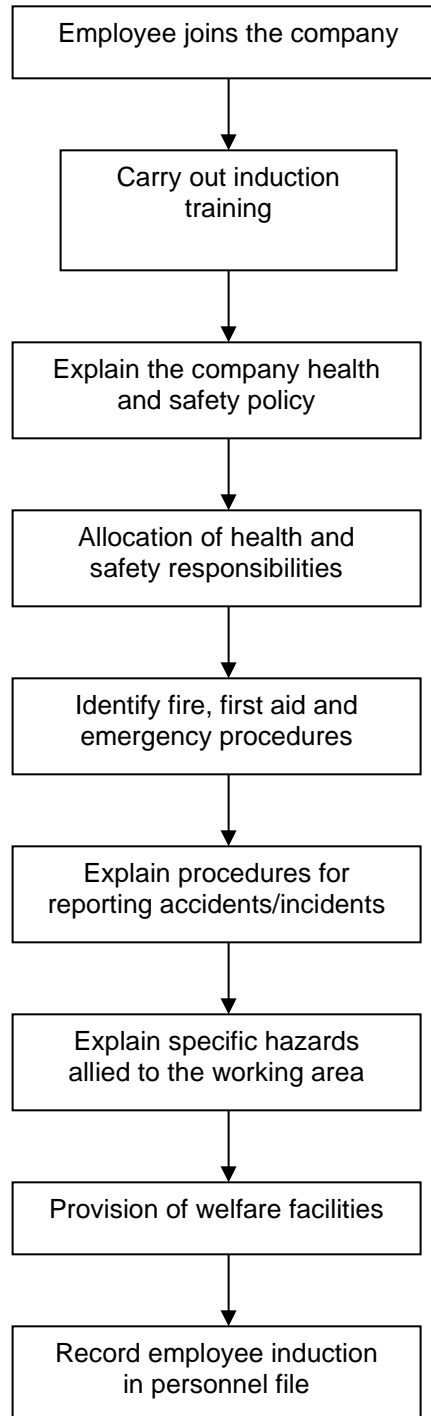 Employee joins the company
Carry out induction
training
Explain the company health
and safety policy
Allocation of health and
safety responsibilities
Identify fire, first aid and
emergency procedures
Explain procedures for
reporting accidents/incidents
Explain specific hazards
allied to the working area
Provision of welfare facilities
Record employee induction
in personnel file